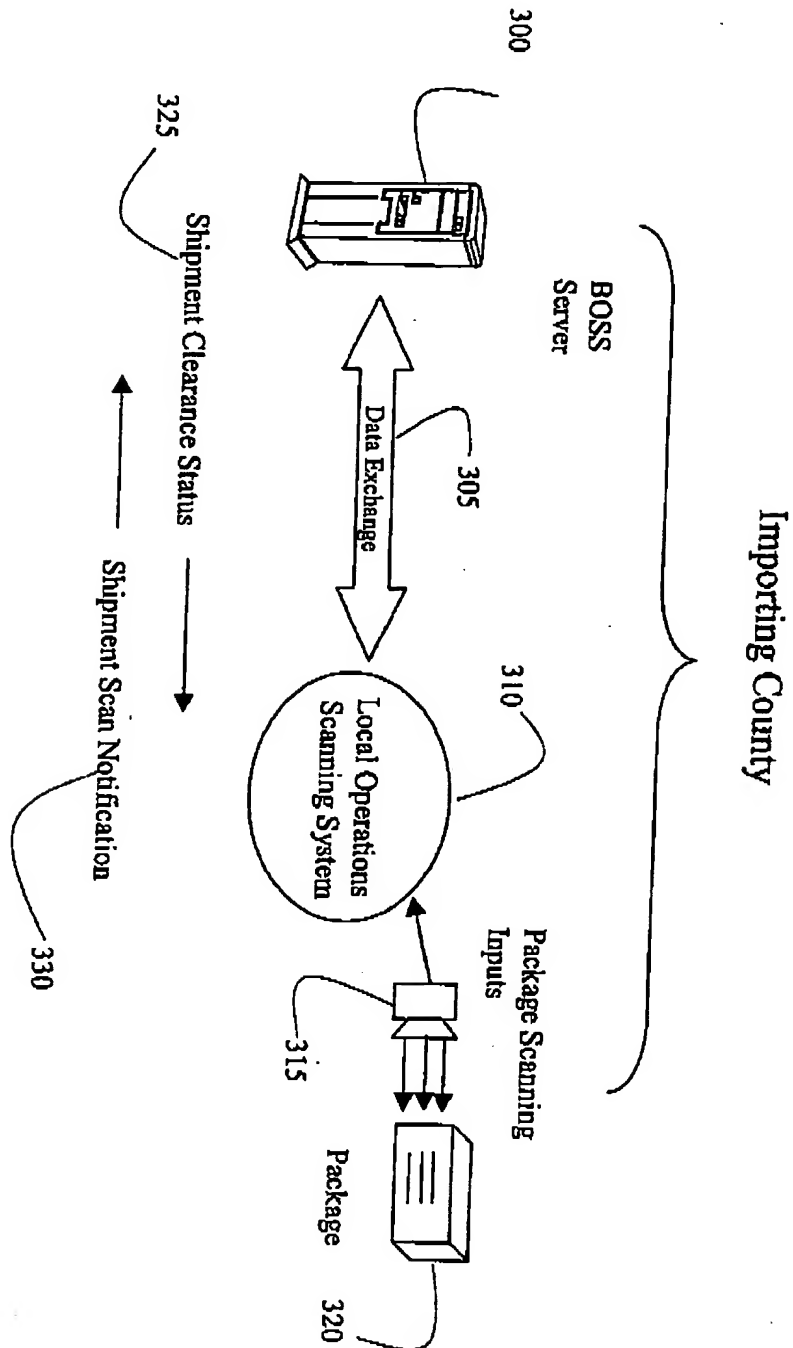 Importing County
BOSS
Server
Package Scanning
Inputs
300
Data Exchange
305
310
Local Operations
Scanning System
315
Package
320
325
Shipment Clearance Status
Shipment Scan Notification
330